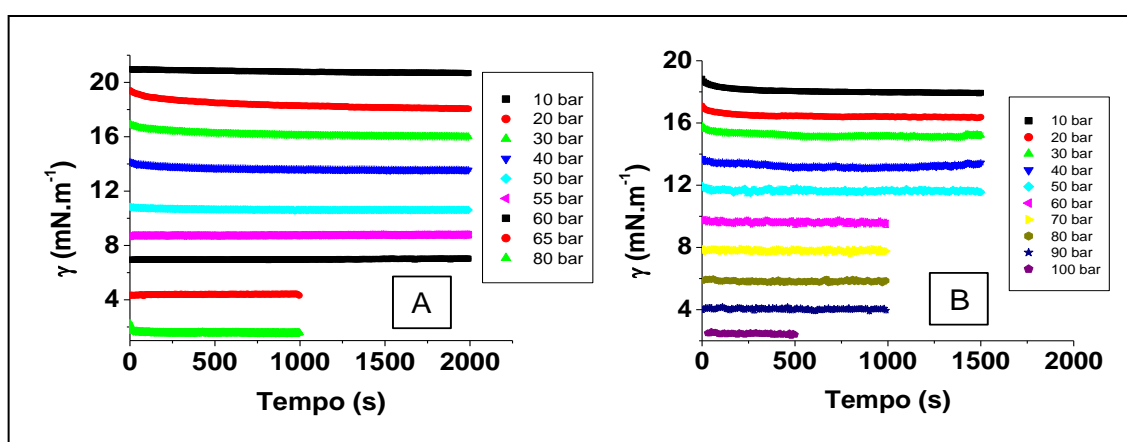 γ (mN.m⁻¹)
20
16
12
8
4
0
500
1000
1500
2000
Tempo (s)
A
10 bar
20 bar
30 bar
40 bar
50 bar
55 bar
60 bar
65 bar
80 bar
γ (mN.m⁻¹)
20
16
12
8
4
0
500
1000
1500
2000
Tempo (s)
B
10 bar
20 bar
30 bar
40 bar
50 bar
60 bar
70 bar
80 bar
90 bar
100 bar